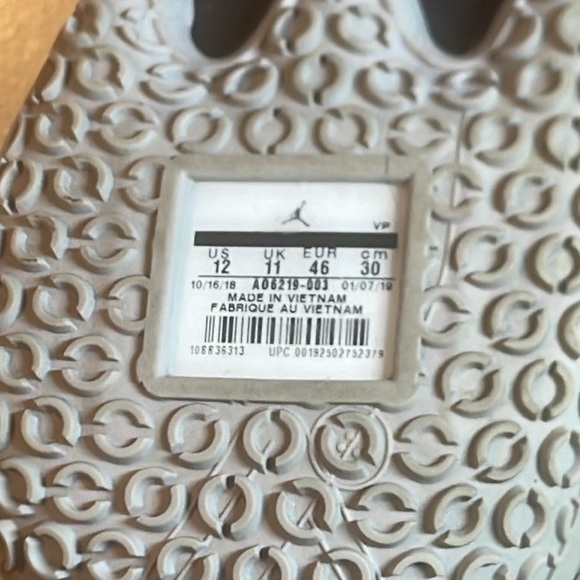 VP
US UK EUR cm
12 11 46 30
10/16/18 AO6219-003 01/07/19
MADE IN VIETNAM
FABRIQUE AU VIETNAM
108636313 UPC 00192502752379